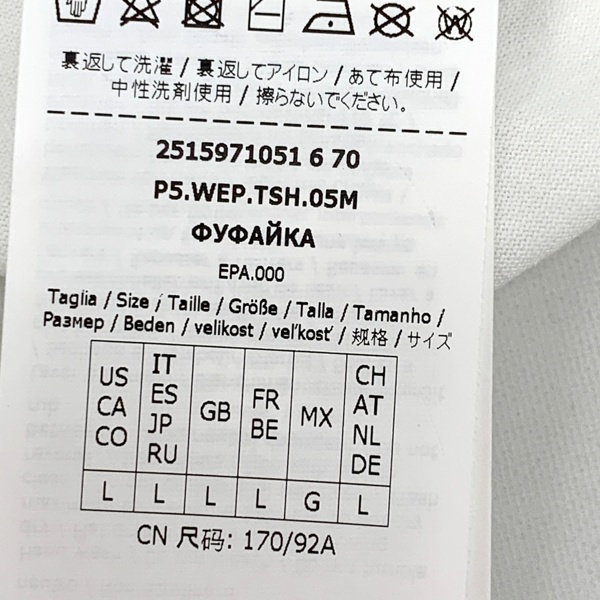 裏返して洗濯 / 裏返してアイロン / あて布使用 /
中性洗剤使用 / 擦らないでください。
2515971051 6 70
P5.WEP.TSH.05M
ФУФАЙКА
EPA.000
Taglia / Size / Taille / Größe / Talla / Tamanho /
Размер / Beden / velikost / veľkosť / 规格 / サイズ
US CA CO
IT ES JP RU
GB
FR BE
MX
CH AT NL DE
L L L L G L
CN 尺码: 170/92A